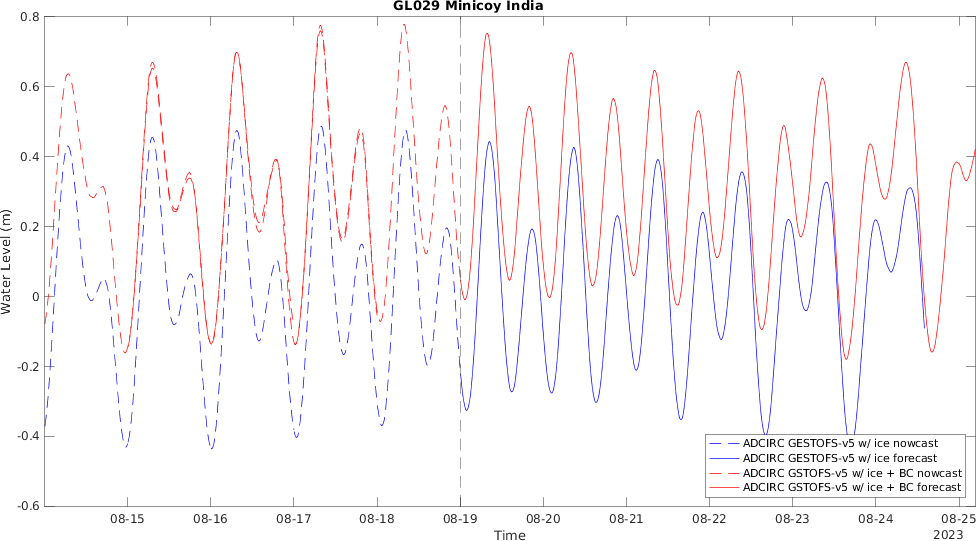 GL029 Minicoy India
0.8
0.6
0.4
0.2
0
-0.2
-0.4
-0.6
Water Level (m)
ADCIRC GESTOFS-v5 w/ ice nowcast
ADCIRC GESTOFS-v5 w/ ice forecast
ADCIRC GSTOFS-v5 w/ ice + BC nowcast
ADCIRC GSTOFS-v5 w/ ice + BC forecast
08-15 08-16 08-17 08-18 08-19 08-20 08-21 08-22 08-23 08-24 08-25
Time
2023